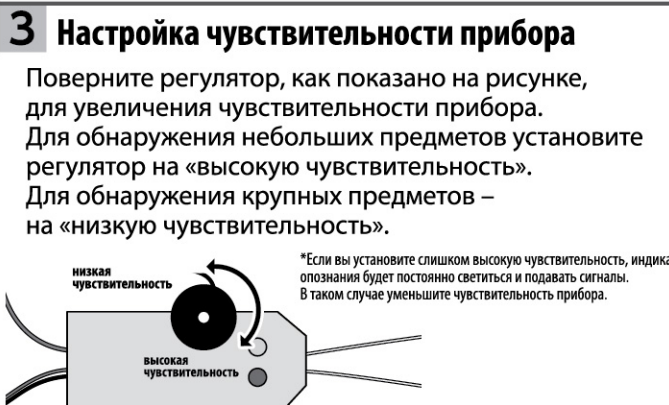 3 Настройка чувствительности прибора
Поверните регулятор, как показано на рисунке,
для увеличения чувствительности прибора.
Для обнаружения небольших предметов установите
регулятор на «высокую чувствительность».
Для обнаружения крупных предметов –
на «низкую чувствительность».
*Если вы установите слишком высокую чувствительность, индика
опознания будет постоянно светиться и подавать сигналы.
В таком случае уменьшите чувствительность прибора.
низкая
чувствительность
высокая
чувствительность